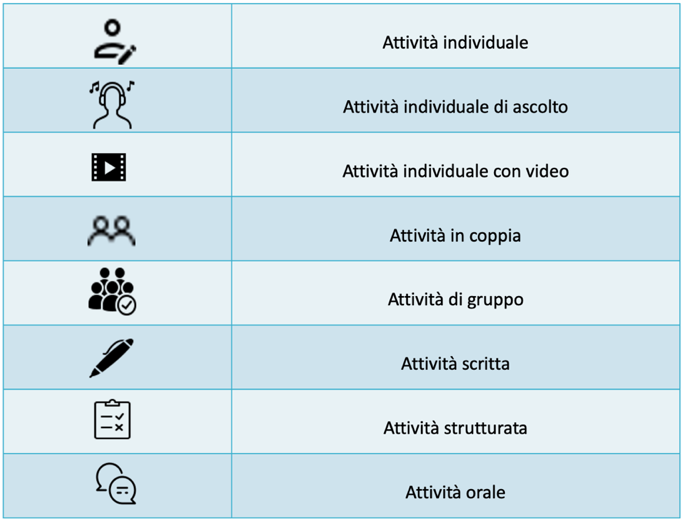 Attività individuale
Attività individuale di ascolto
Attività individuale con video
Attività in coppia
Attività di gruppo
Attività scritta
Attività strutturata
Attività orale